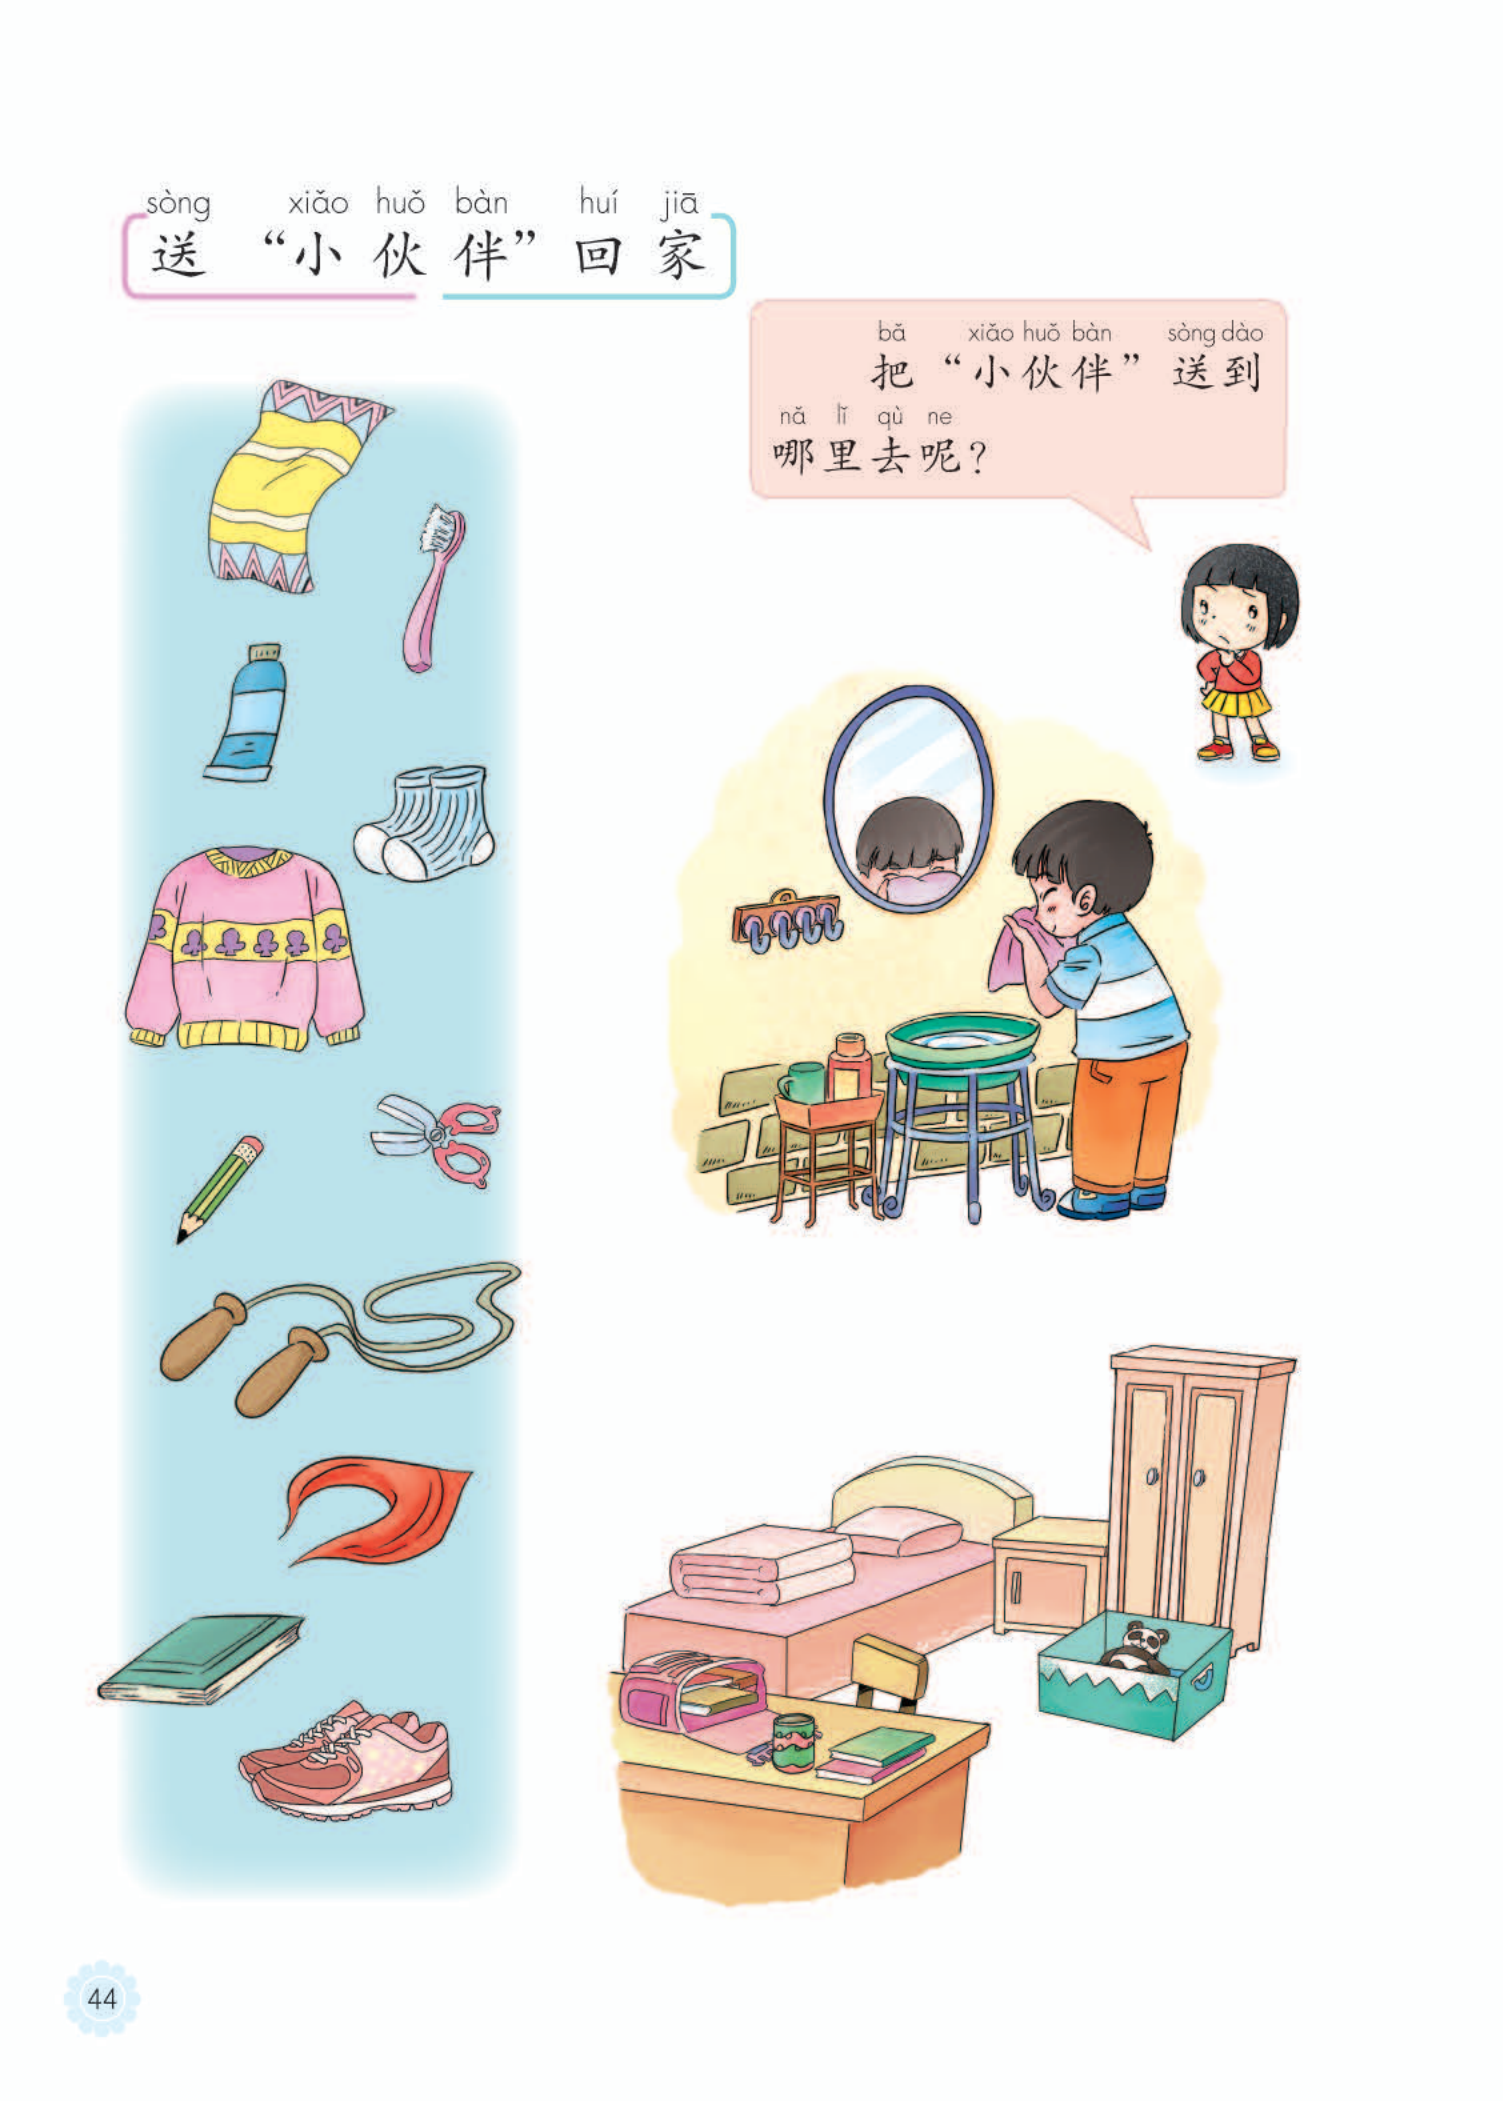 sòng xiǎo huǒ bàn huí jiā
送 “小 伙 伴” 回 家
bǎ xiǎo huǒ bàn sòng dào
把 “小 伙 伴” 送 到
nǎ lǐ qù ne
哪 里 去 呢？
44